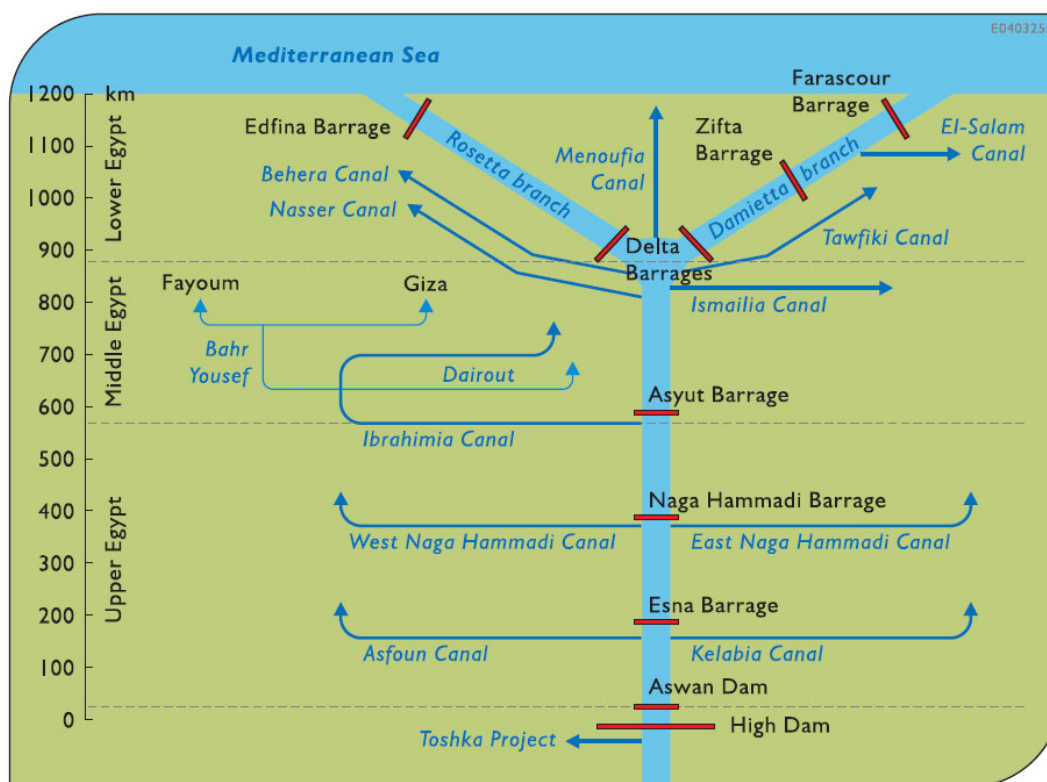 E040325
Mediterranean Sea
1200 km
1100
1000
900
800
700
600
500
400
300
200
100
0
Lower Egypt
Middle Egypt
Upper Egypt
Farascour
Barrage
Edfina Barrage
Zifta
Barrage
El-Salam
Canal
Rosetta branch
Menoufia
Canal
Damietta branch
Behera Canal
Nasser Canal
Delta
Barrages
Tawfiki Canal
Fayoum
Giza
Ismailia Canal
Bahr
Yousef
Dairout
Asyut Barrage
Ibrahimia Canal
Naga Hammadi Barrage
West Naga Hammadi Canal
East Naga Hammadi Canal
Esna Barrage
Asfoun Canal
Kelabia Canal
Aswan Dam
High Dam
Toshka Project